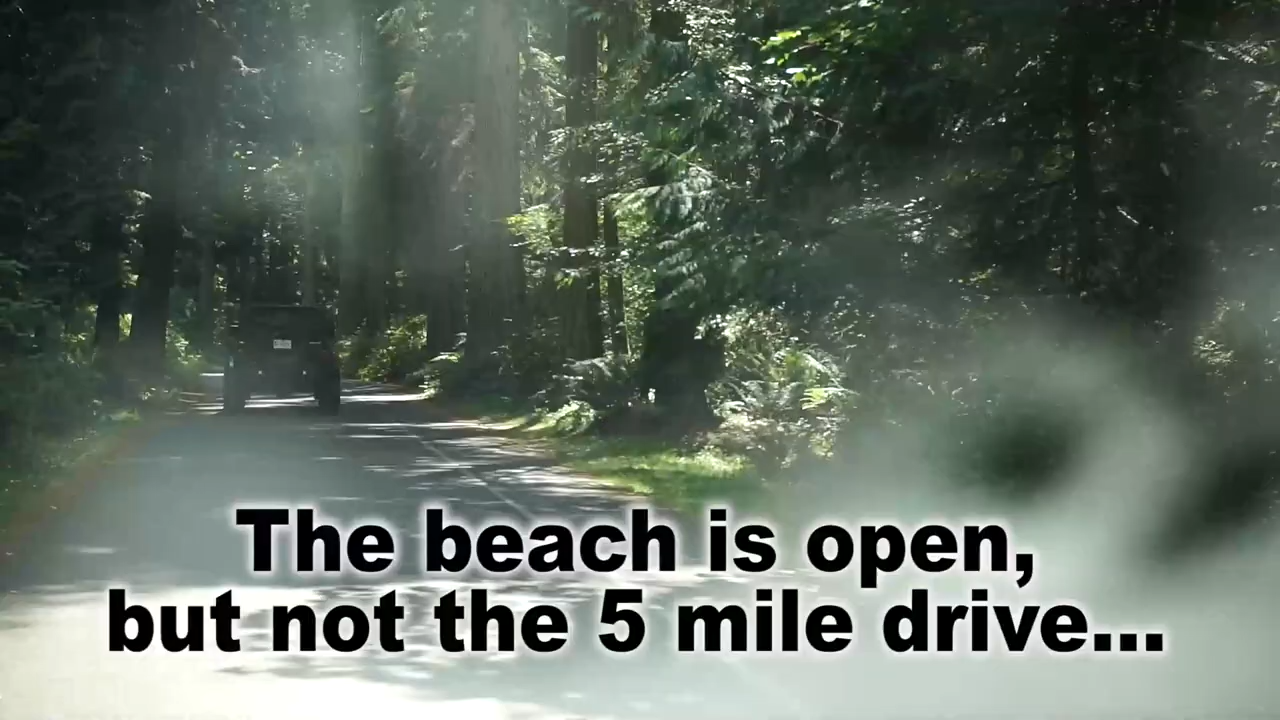 The beach is open,
but not the 5 mile drive...